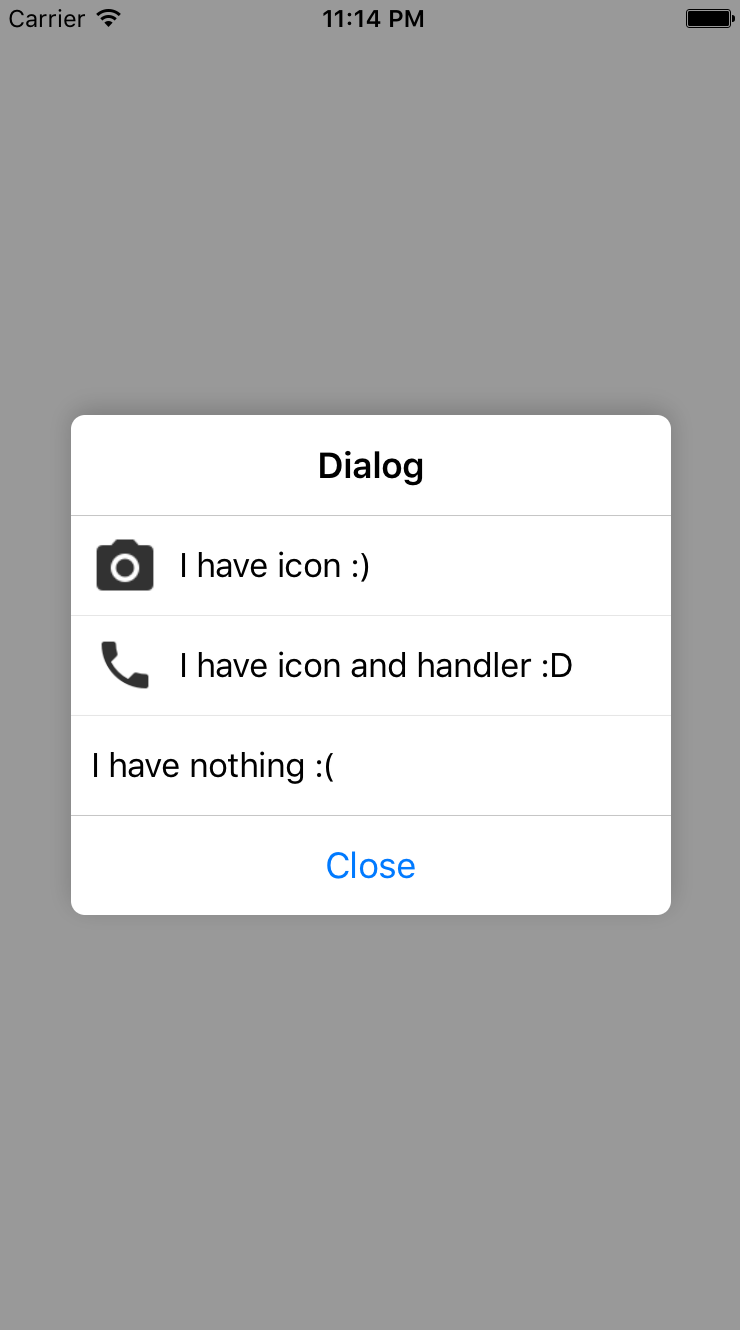 Carrier 11:14 PM
Dialog
I have icon :)
I have icon and handler :D
I have nothing :(
Close